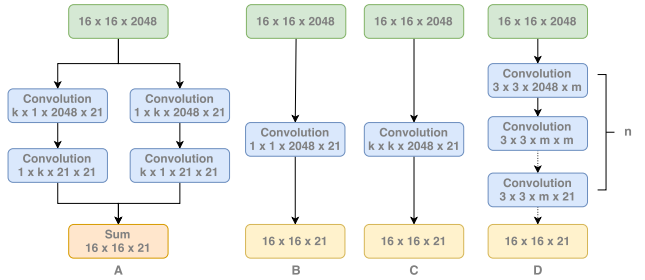 16 x 16 x 2048
Convolution
k x 1 x 2048 x 21
Convolution
1 x k x 2048 x 21
Convolution
1 x k x 21 x 21
Convolution
k x 1 x 21 x 21
Sum
16 x 16 x 21
A
16 x 16 x 2048
Convolution
1 x 1 x 2048 x 21
16 x 16 x 21
B
16 x 16 x 2048
Convolution
k x k x 2048 x 21
16 x 16 x 21
C
16 x 16 x 2048
Convolution
3 x 3 x 2048 x m
Convolution
3 x 3 x m x m
Convolution
3 x 3 x m x 21
n
16 x 16 x 21
D